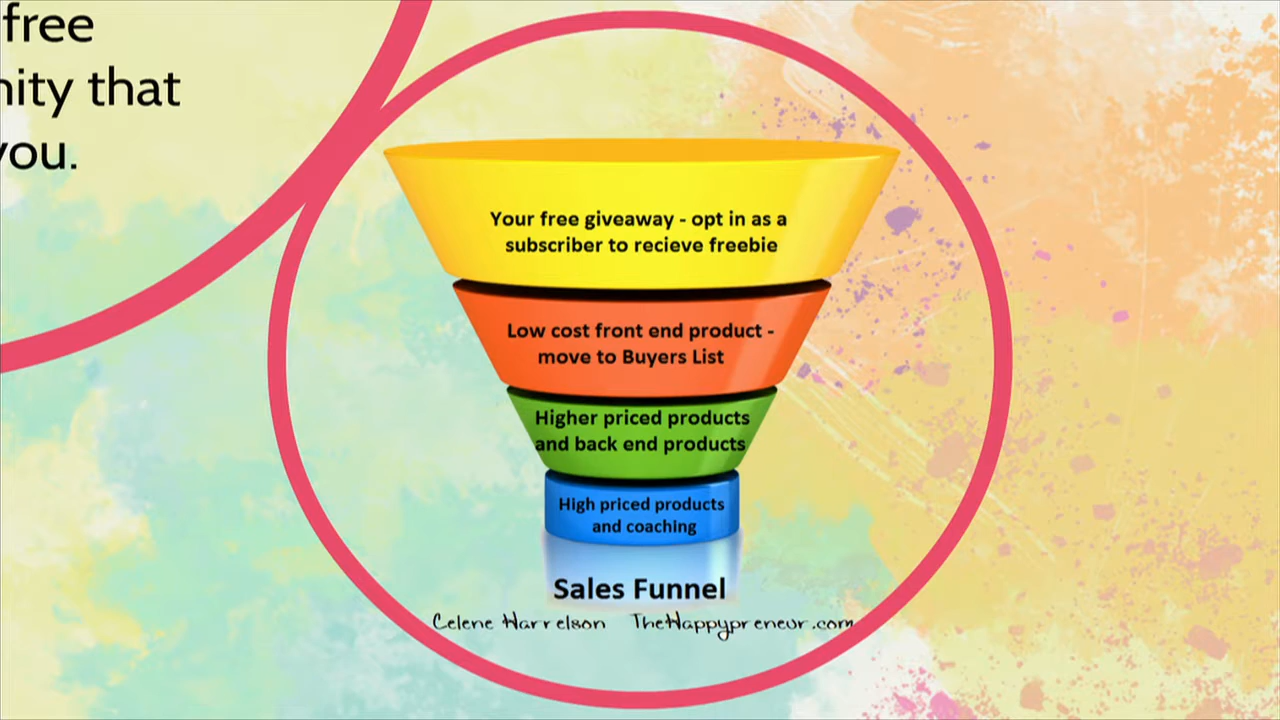 free
that
you.
Your free giveaway - opt in as a
subscriber to recieve freebie
Low cost front end product -
move to Buyers List
Higher priced products
and back end products
High priced products
and coaching
Sales Funnel
Celene Harrelson TheHappypreneur.com